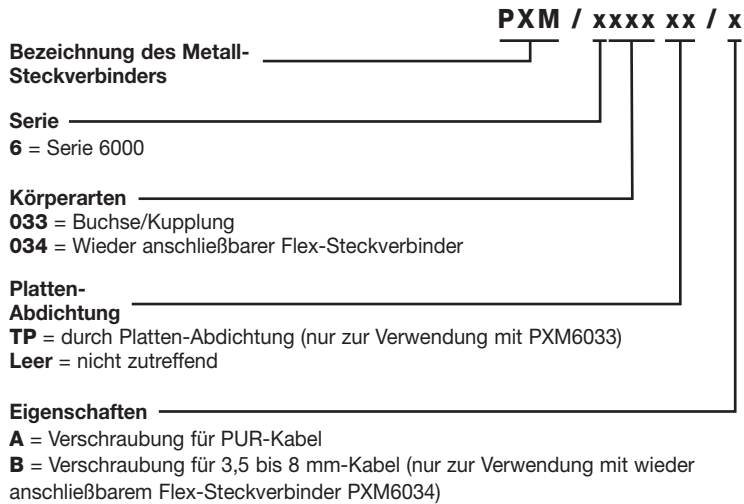 PXM / xxxx xx / x
Bezeichnung des Metall-
Steckverbinders
Serie
6 = Serie 6000
Körperarten
033 = Buchse/Kupplung
034 = Wieder anschließbarer Flex-Steckverbinder
Platten-
Abdichtung
TP = durch Platten-Abdichtung (nur zur Verwendung mit PXM6033)
Leer = nicht zutreffend
Eigenschaften
A = Verschraubung für PUR-Kabel
B = Verschraubung für 3,5 bis 8 mm-Kabel (nur zur Verwendung mit wieder
anschließbarem Flex-Steckverbinder PXM6034)